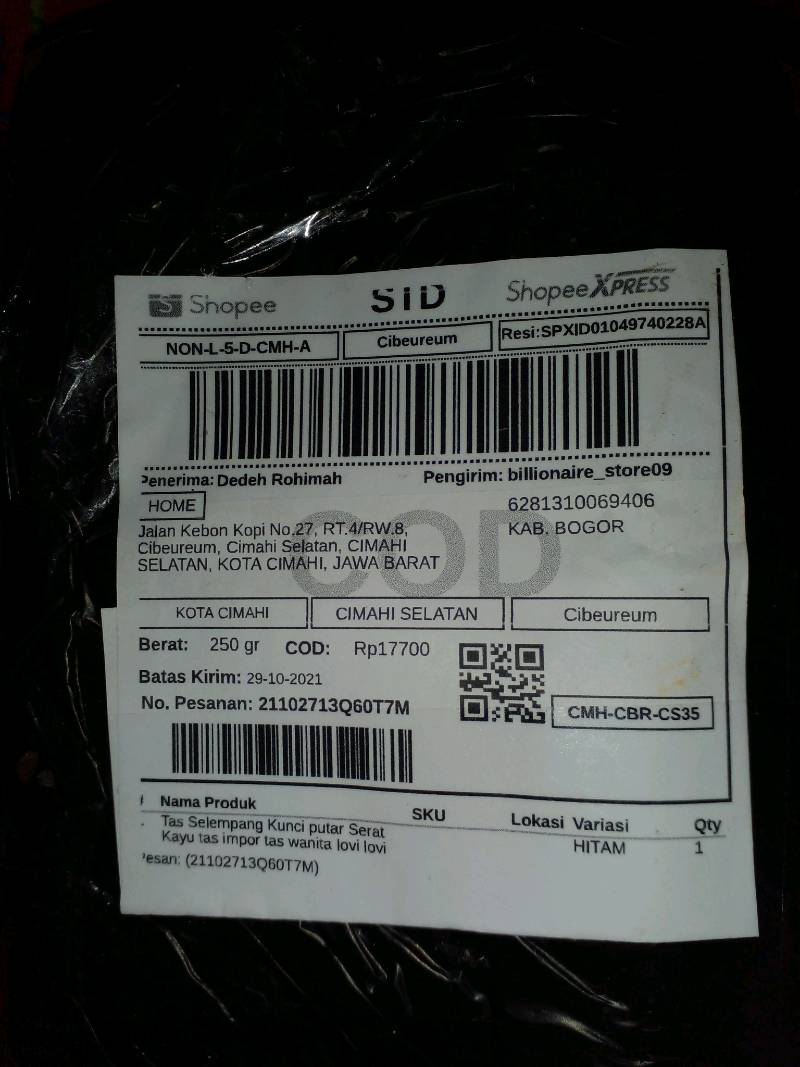 Shopee STD Shopee XPRESS
NON-L-5-D-CMH-A Cibeureum Resi:SPXID01049740228A
Penerima: Dedeh Rohimah Pengirim: billionaire_store09
HOME 6281310069406
Jalan Kebon Kopi No.27, RT.4/RW.8, KAB. BOGOR
Cibeureum, Cimahi Selatan, CIMAHI
SELATAN, KOTA CIMAHI, JAWA BARAT
COD
KOTA CIMAHI CIMAHI SELATAN Cibeureum
Berat: 250 gr COD: Rp17700
Batas Kirim: 29-10-2021
No. Pesanan: 21102713Q60T7M
CMH-CBR-CS35
Nama Produk SKU Lokasi Variasi Qty
Tas Selempang Kunci putar Serat HITAM 1
Kayu tas impor tas wanita lovi lovi
esan: (21102713Q60T7M)